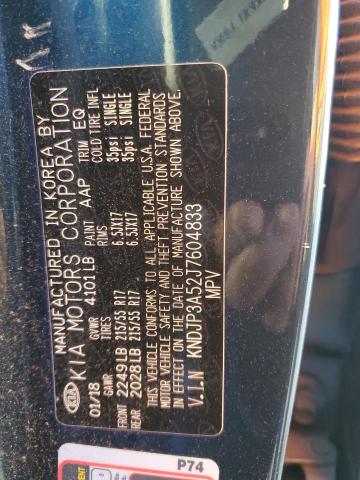 MANUFACTURED IN KOREA BY
KIA MOTORS CORPORATION
KIA
01/18 GVWR 4101LB PAINT AAP TRIM EQ
GAWR TIRES RIMS COLD TIRE INFL
FRONT 2249LB 215/55 R17 6.5JX17 35psi SINGLE
REAR 2028LB 215/55 R17 6.5JX17 35psi SINGLE
THIS VEHICLE CONFORMS TO ALL APPLICABLE U.S.A. FEDERAL
MOTOR VEHICLE SAFETY AND THEFT PREVENTION STANDARDS
IN EFFECT ON THE DATE OF MANUFACTURE SHOWN ABOVE.
V.I.N KNDJP3A52J7604833
MPV
P74